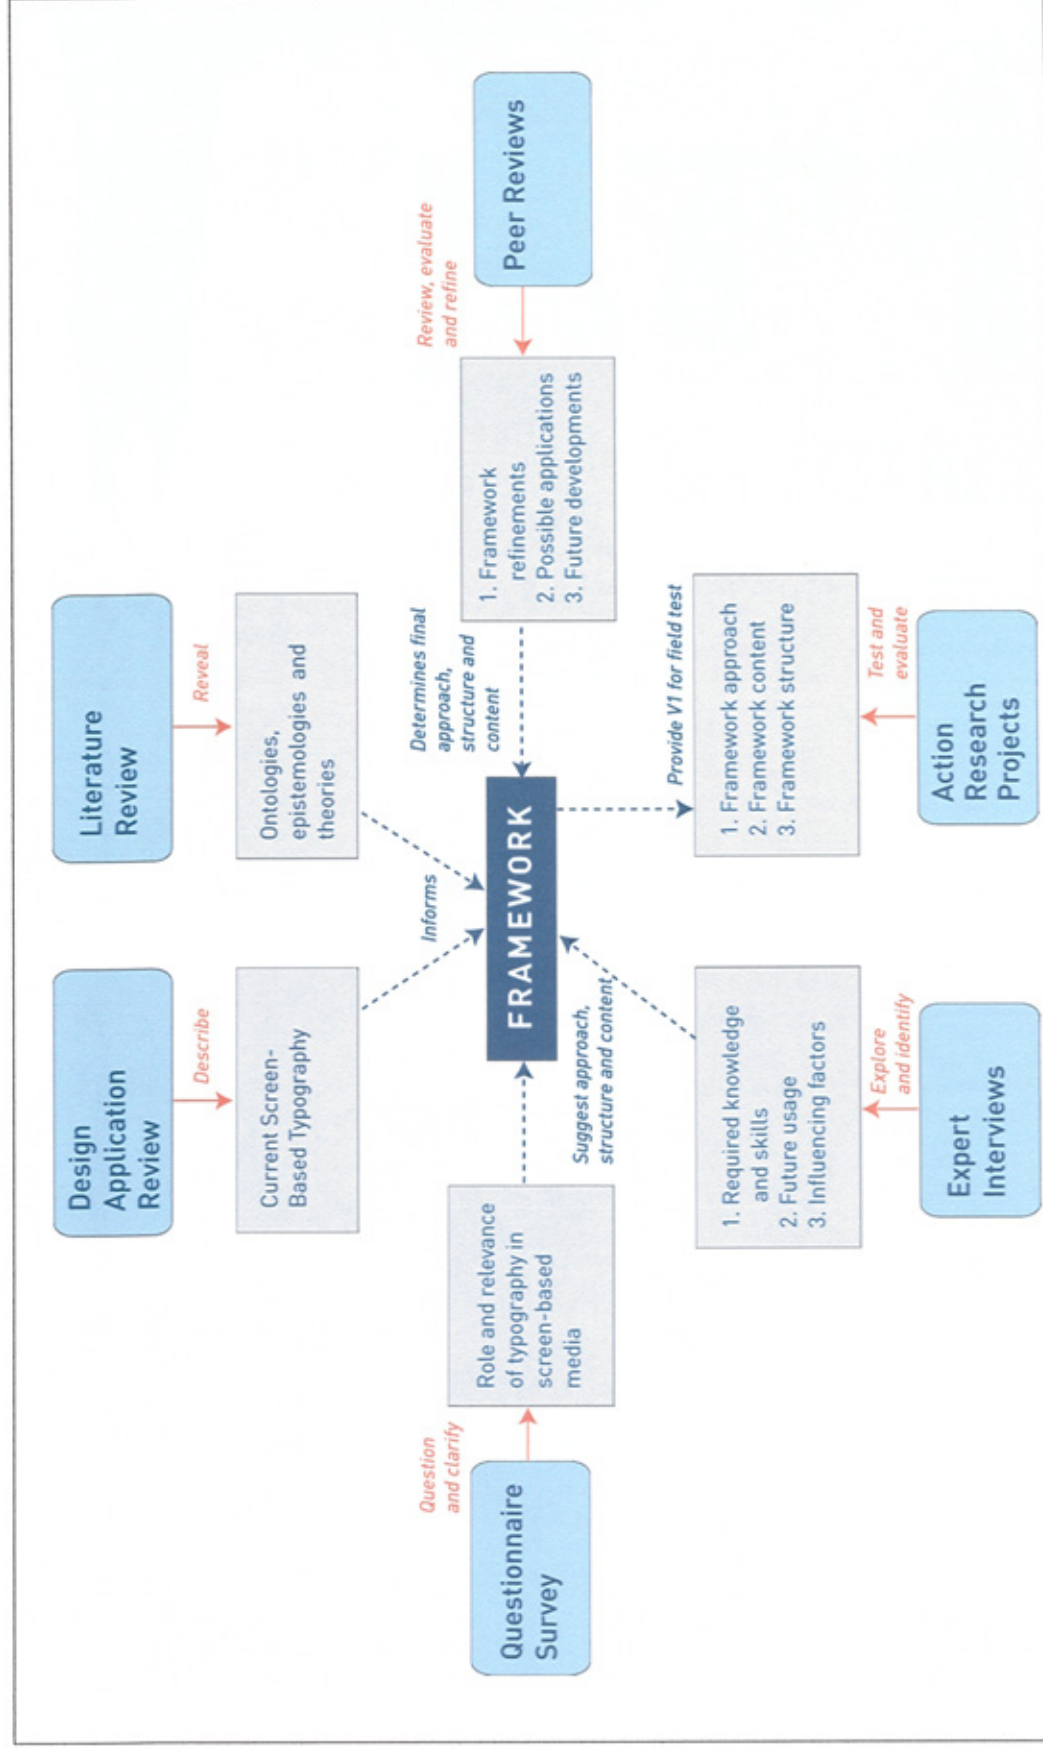 Design
Application
Review
Literature
Review
Describe
Reveal
Current Screen-
Based Typography
Ontologies,
epistemologies and
theories
Informs
Determines final
approach,
structure and
content
Review, evaluate
and refine
Question
and clarify
Questionnaire
Survey
Role and relevance
of typography in
screen-based
media
FRAMEWORK
1. Framework
refinements
2. Possible applications
3. Future developments
Peer Reviews
Suggest approach,
structure and content
Provide V1 for field test
1. Required knowledge
and skills
2. Future usage
3. Influencing factors
1. Framework approach
2. Framework content
3. Framework structure
Explore
and identify
Test and
evaluate
Expert
Interviews
Action
Research
Projects